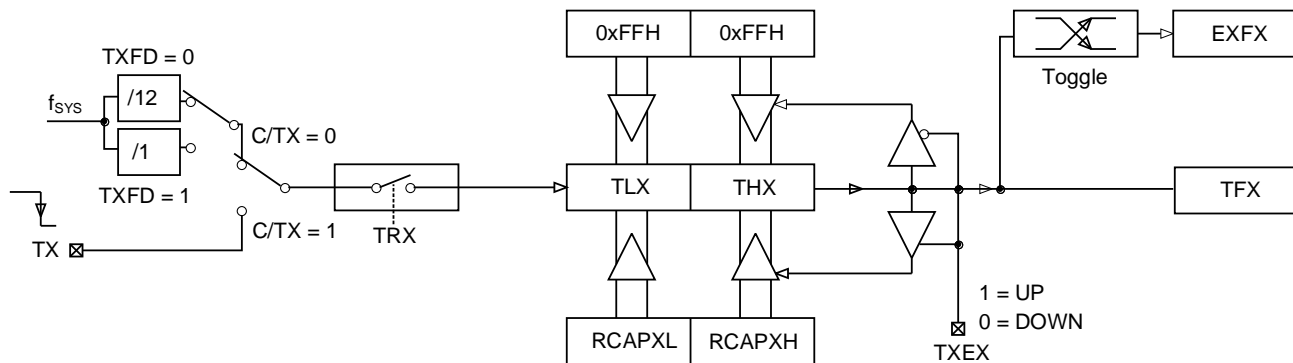 0xFFH 0xFFH EXFX
TXFD = 0
Toggle
fSYS /12
C/TX = 0
/1
TLX THX TFX
TXFD = 1
C/TX = 1
TRX
TX
1 = UP
0 = DOWN
RCAPXL RCAPXH
TXEX